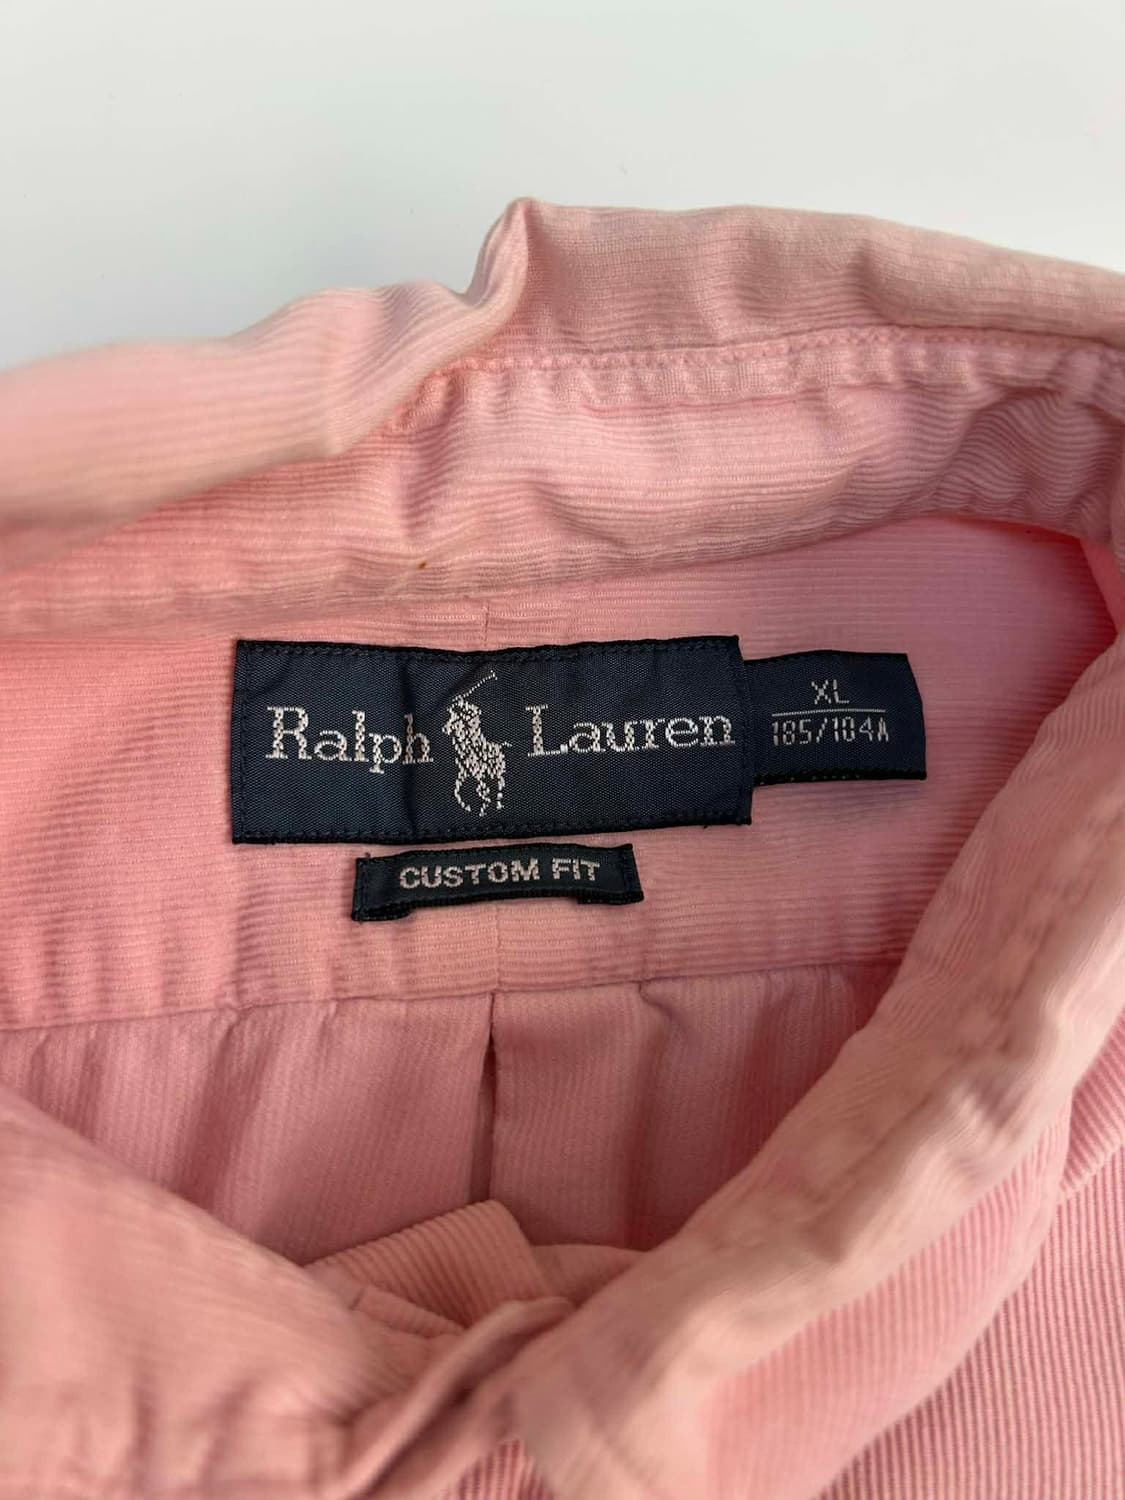 Ralph Lauren
XL
185/104A
CUSTOM FIT